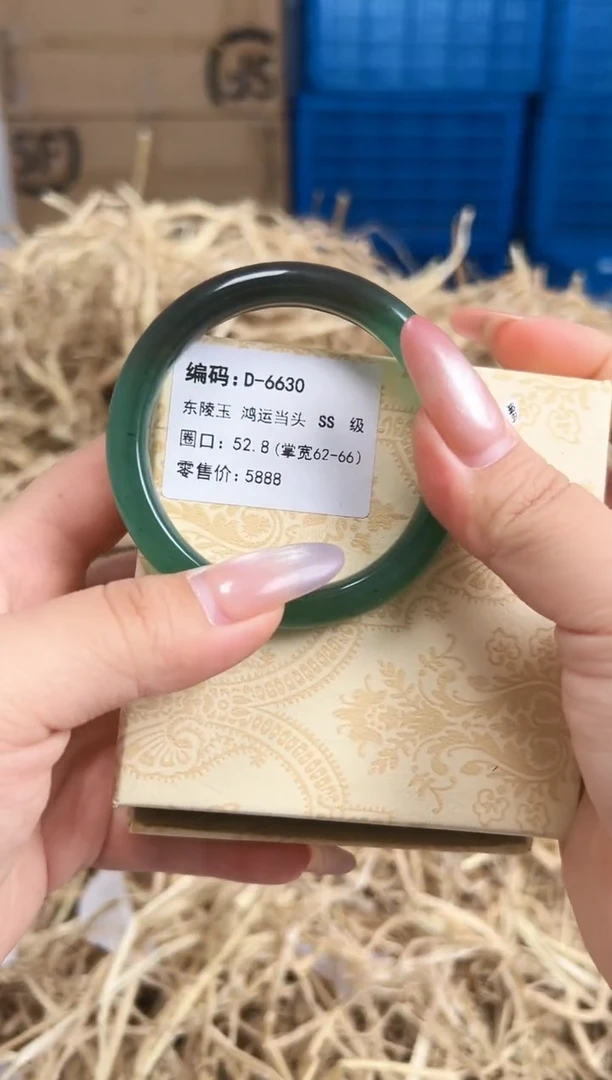 SF
编码:D-6630
东陵玉 鸿运当头 SS 级
圈口: 52.8(掌宽62-66)
零售价: 5888